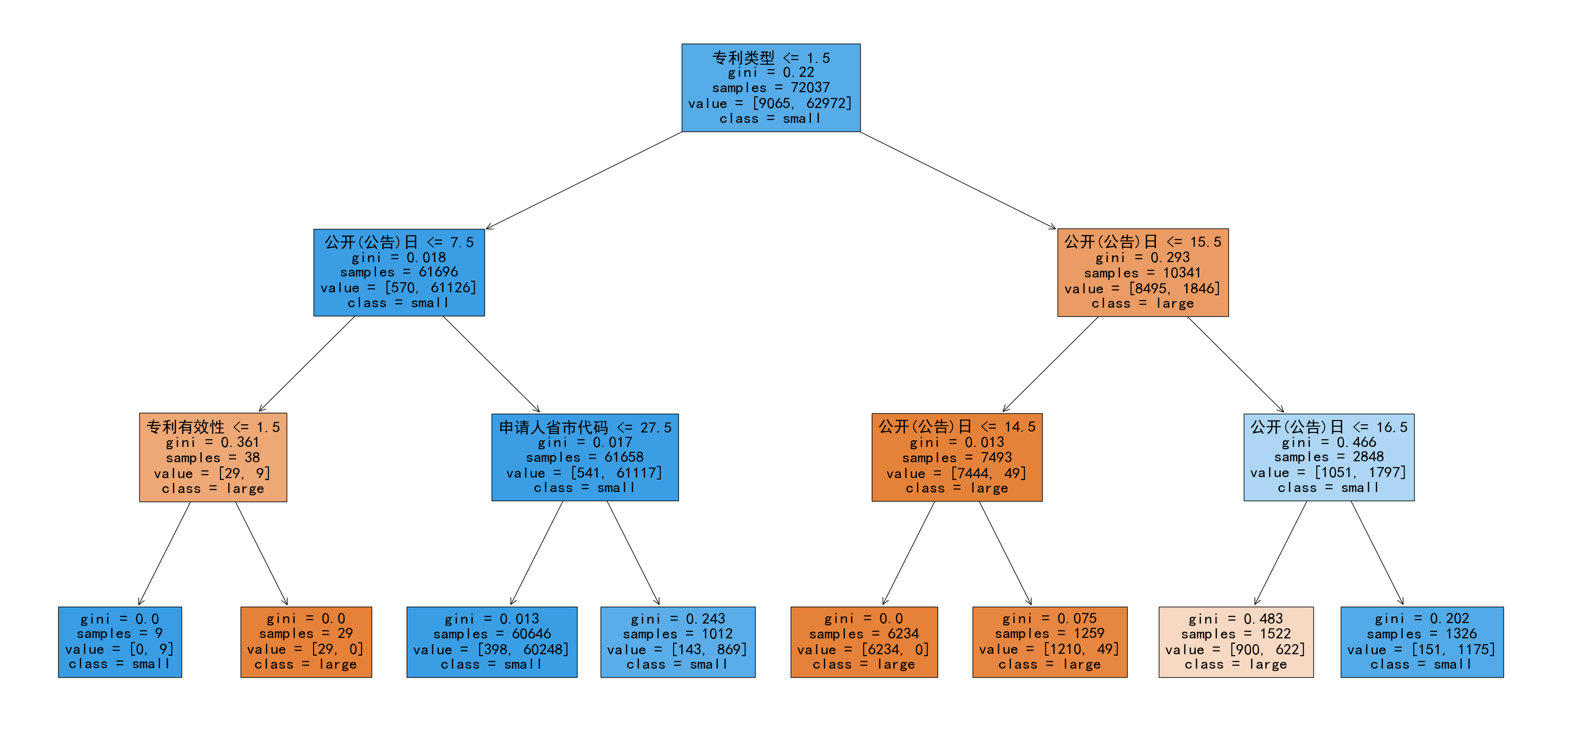 专利类型 <= 1.5
gini = 0.22
samples = 72037
value = [9065, 62972]
class = small
公开(公告)日 <= 7.5
gini = 0.018
samples = 61696
value = [570, 61126]
class = small
公开(公告)日 <= 15.5
gini = 0.293
samples = 10341
value = [8495, 1846]
class = large
专利有效性 <= 1.5
gini = 0.361
samples = 38
value = [29, 9]
class = large
申请人省市代码 <= 27.5
gini = 0.017
samples = 61658
value = [541, 61117]
class = small
公开(公告)日 <= 14.5
gini = 0.013
samples = 7493
value = [7444, 49]
class = large
公开(公告)日 <= 16.5
gini = 0.466
samples = 2848
value = [1051, 1797]
class = small
gini = 0.0
samples = 9
value = [0, 9]
class = small
gini = 0.0
samples = 29
value = [29, 0]
class = large
gini = 0.013
samples = 60646
value = [398, 60248]
class = small
gini = 0.243
samples = 1012
value = [143, 869]
class = small
gini = 0.0
samples = 6234
value = [6234, 0]
class = large
gini = 0.075
samples = 1259
value = [1210, 49]
class = large
gini = 0.483
samples = 1522
value = [900, 622]
class = large
gini = 0.202
samples = 1326
value = [151, 1175]
class = small